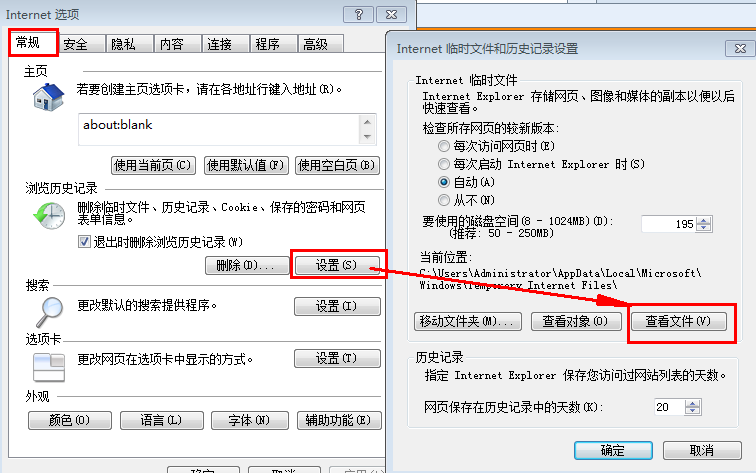 Internet 选项
常规 安全 隐私 内容 连接 程序 高级
主页
若要创建主页选项卡，请在各地址行键入地址(R)。
about:blank
使用当前页(C) 使用默认值(F) 使用空白页(B)
浏览历史记录
删除临时文件、历史记录、Cookie、保存的密码和网页
表单信息。
退出时删除浏览历史记录(W)
删除(D)... 设置(S)
搜索
更改默认的搜索提供程序。
设置(I)
选项卡
更改网页在选项卡中显示的方式。
设置(T)
外观
颜色(O) 语言(L) 字体(N) 辅助功能(E)
Internet 临时文件和历史记录设置
Internet 临时文件
Internet Explorer 存储网页、图像和媒体的副本以便以后
快速查看。
检查所存网页的较新版本:
每次访问网页时(E)
每次启动 Internet Explorer 时(S)
自动(A)
从不(N)
要使用的磁盘空间(8 - 1024MB)(D): 195
(推荐: 50 - 250MB)
当前位置:
C:\Users\Administrator\AppData\Local\Microsoft\
Windows\Temporary Internet Files\
移动文件夹(M)... 查看对象(O) 查看文件(V)
历史记录
指定 Internet Explorer 保存您访问过网站列表的天数。
网页保存在历史记录中的天数(K): 20
确定 取消